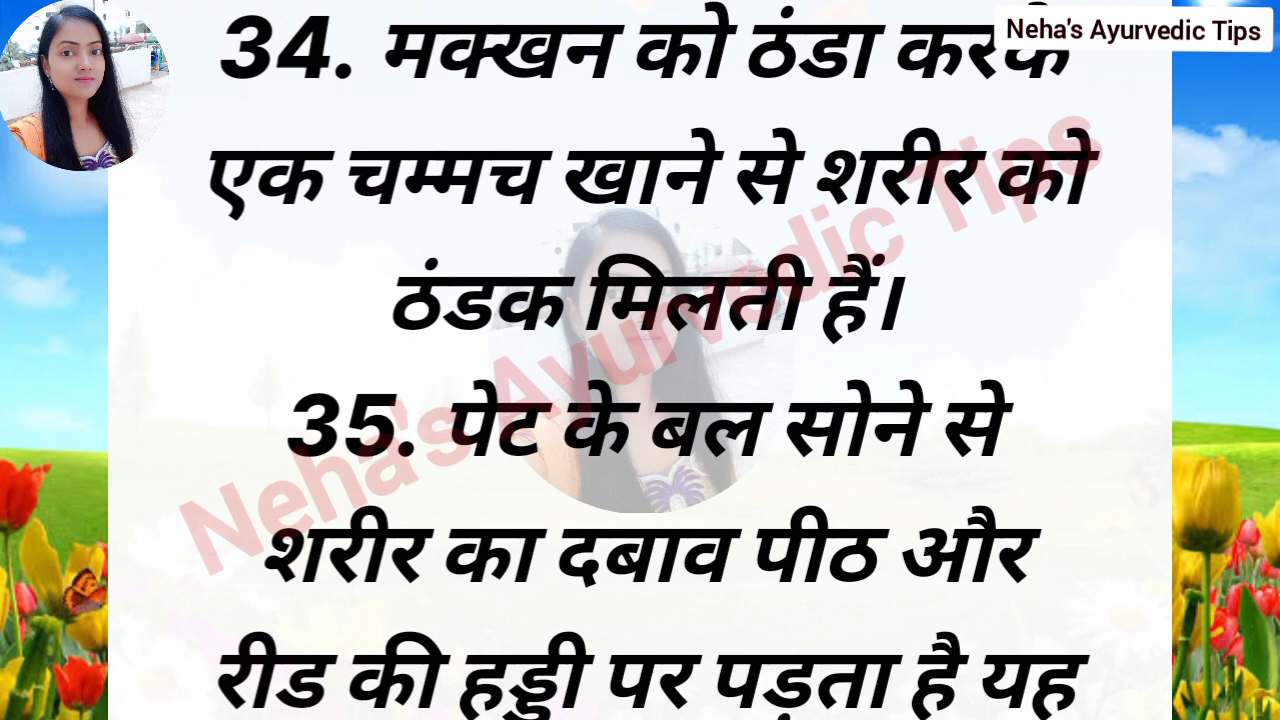 Neha's Ayurvedic Tips
34. मक्खन को ठंडा करके
एक चम्मच खाने से शरीर को
ठंडक मिलती हैं।
35. पेट के बल सोने से
शरीर का दबाव पीठ और
रीड की हड्डी पर पड़ता है यह
Neha's Ayurvedic Tips